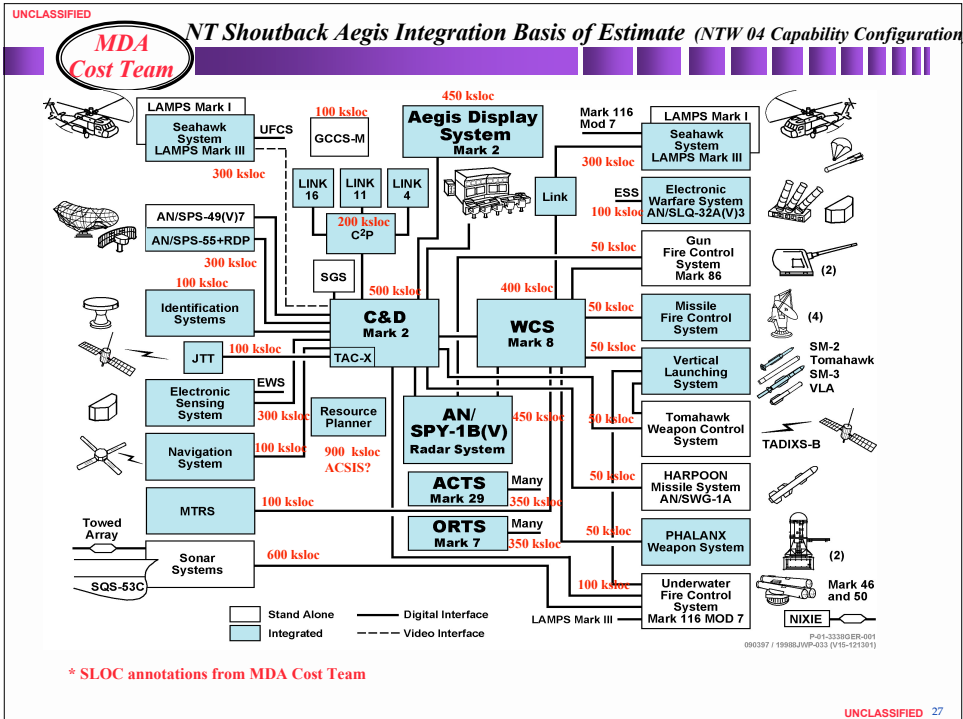 UNCLASSIFIED
NT Shoutback Aegis Integration Basis of Estimate (NTW 04 Capability Configuration
MDA
Cost Team
LAMPS Mark I
Seahawk
System
LAMPS Mark III
UFCS
300 ksloc
100 ksloc
GCCS-M
450 ksloc
Aegis Display
System
Mark 2
Mark 116
Mod 7
LAMPS Mark I
Seahawk
System
LAMPS Mark III
300 ksloc
LINK
16
LINK
11
LINK
4
200 ksloc
C²P
Link
ESS
100 ksloc
Electronic
Warfare System
AN/SLQ-32A(V)3
AN/SPS-49(V)7
AN/SPS-55+RDP
300 ksloc
SGS
50 ksloc
Gun
Fire Control
System
Mark 86
(2)
100 ksloc
Identification
Systems
500 ksloc
C&D
Mark 2
TAC-X
400 ksloc
WCS
Mark 8
50 ksloc
Missile
Fire Control
System
(4)
JTT
100 ksloc
50 ksloc
Vertical
Launching
System
SM-2
Tomahawk
SM-3
VLA
EWS
Electronic
Sensing
System
300 ksloc
Resource
Planner
900 ksloc
ACSIS?
AN/
SPY-1B(V)
Radar System
450 ksloc
50 ksloc
Tomahawk
Weapon Control
System
TADIXS-B
Navigation
System
100 ksloc
ACTS
Mark 29
Many
350 ksloc
50 ksloc
HARPOON
Missile System
AN/SWG-1A
MTRS
100 ksloc
ORTS
Mark 7
Many
350 ksloc
50 ksloc
PHALANX
Weapon System
(2)
Towed
Array
SQS-53C
Sonar
Systems
600 ksloc
100 ksloc
Underwater
Fire Control
System
Mark 116 MOD 7
LAMPS Mark III
Mark 46
and 50
NIXIE
Stand Alone
Integrated
Digital Interface
Video Interface
P-01-3338GER-001
090397 / 19988JWP-033 (V15-121301)
* SLOC annotations from MDA Cost Team
UNCLASSIFIED 27